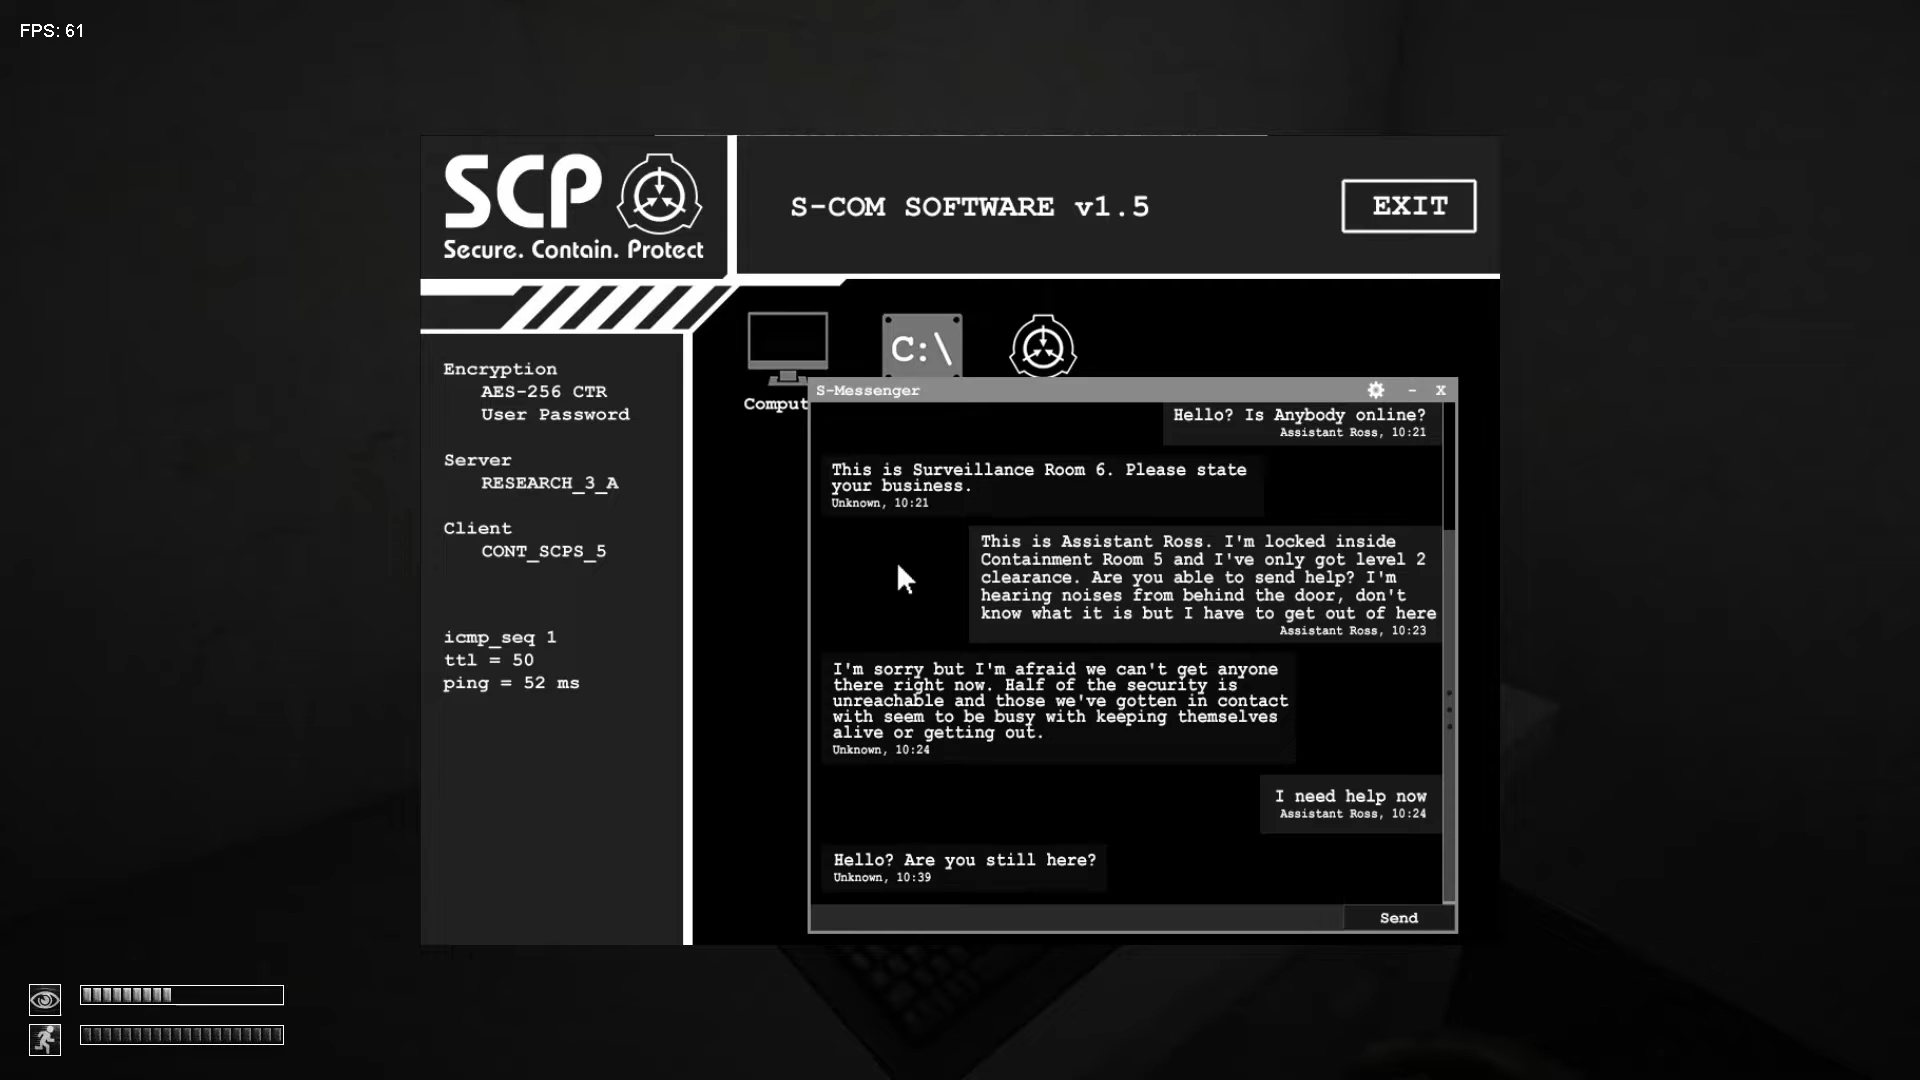 FPS: 61
SCP
Secure. Contain. Protect
S-COM SOFTWARE v1.5
EXIT
Encryption
AES-256 CTR
User Password
Server
RESEARCH_3_A
Client
CONT_SCPS_5
icmp_seq 1
ttl = 50
ping = 52 ms
C:\
Comput
S-Messenger
- X
Hello? Is Anybody online?
Assistant Ross, 10:21
This is Surveillance Room 6. Please state
your business.
Unknown, 10:21
This is Assistant Ross. I'm locked inside
Containment Room 5 and I've only got level 2
clearance. Are you able to send help? I'm
hearing noises from behind the door, don't
know what it is but I have to get out of here
Assistant Ross, 10:23
I'm sorry but I'm afraid we can't get anyone
there right now. Half of the security is
unreachable and those we've gotten in contact
with seem to be busy with keeping themselves
alive or getting out.
Unknown, 10:24
I need help now
Assistant Ross, 10:24
Hello? Are you still here?
Unknown, 10:39
Send